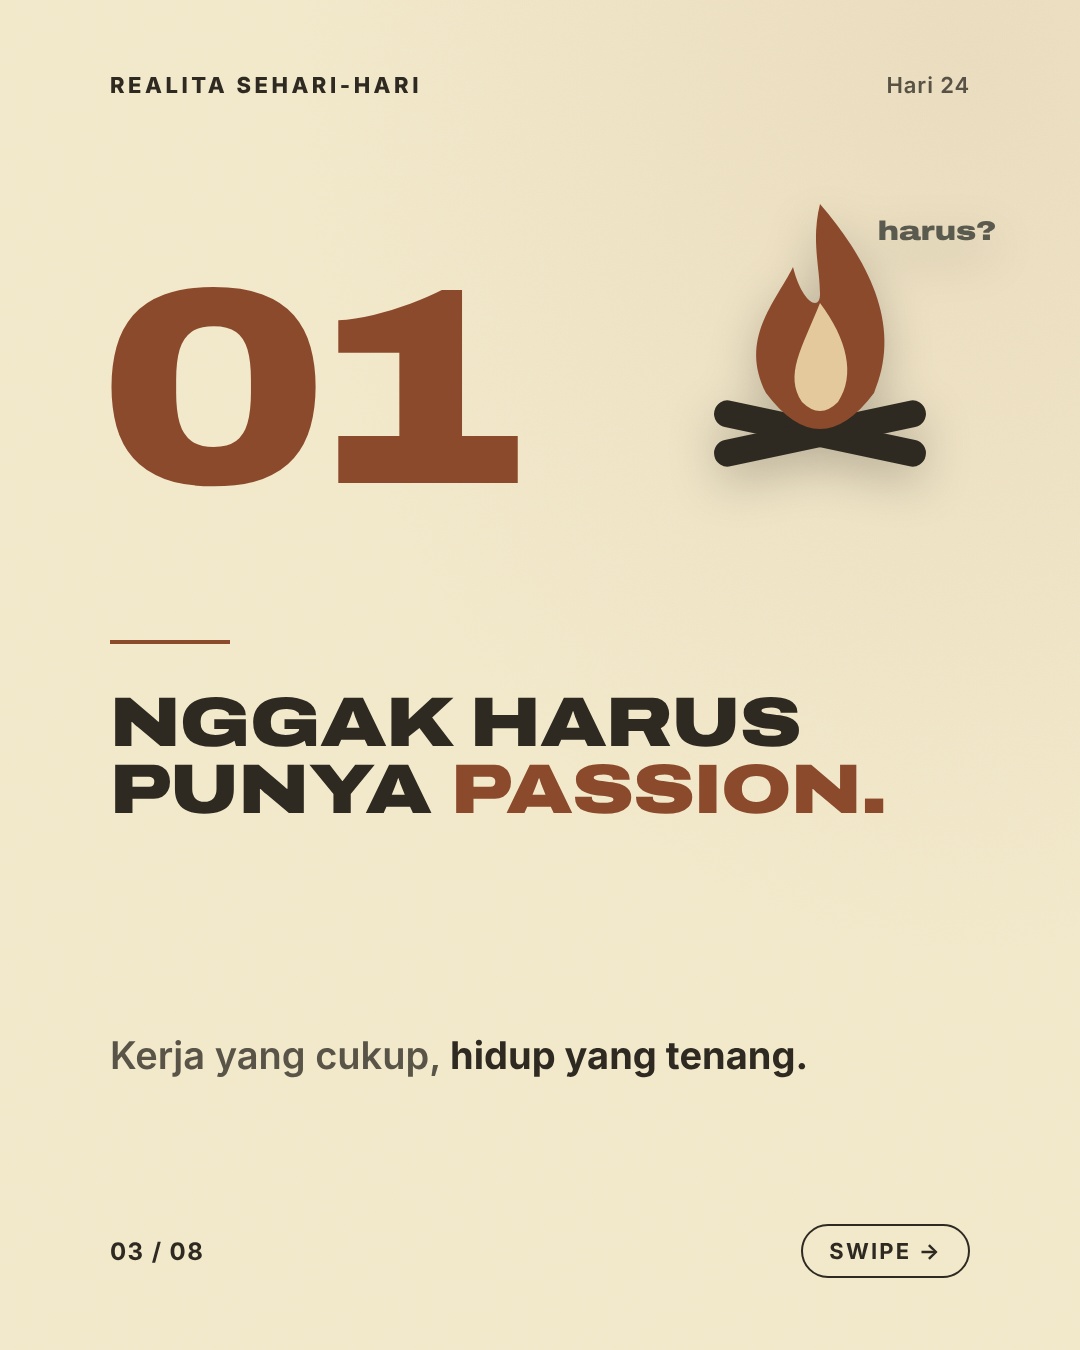 REALITA SEHARI-HARI
Hari 24
harus?
01
NGGAK HARUS
PUNYA PASSION.
Kerja yang cukup, hidup yang tenang.
03 / 08
SWIPE →